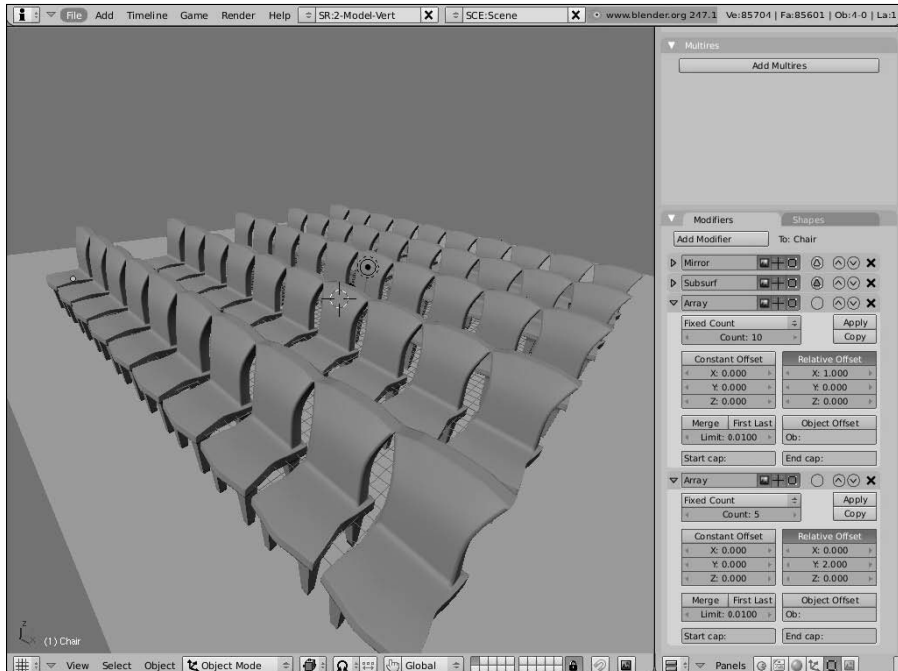 File Add Timeline Game Render Help SR:2-Model-Vert X SCE:Scene X www.blender.org 247.1 Ve:85704 | Fa:85601 | Ob:4-0 | La:1
Multires
Add Multires
Modifiers Shapes
Add Modifier To: Chair
Mirror
Subsurf
Array
Fixed Count Apply
Count: 10 Copy
Constant Offset Relative Offset
X: 0.000 X: 1.000
Y: 0.000 Y: 0.000
Z: 0.000 Z: 0.000
Merge First Last Object Offset
Limit: 0.0100 Ob:
Start cap: End cap:
Array
Fixed Count Apply
Count: 5 Copy
Constant Offset Relative Offset
X: 0.000 X: 0.000
Y: 0.000 Y: 2.000
Z: 0.000 Z: 0.000
Merge First Last Object Offset
Limit: 0.0100 Ob:
Start cap: End cap:
z
x
(1) Chair
View Select Object Object Mode Global Panels